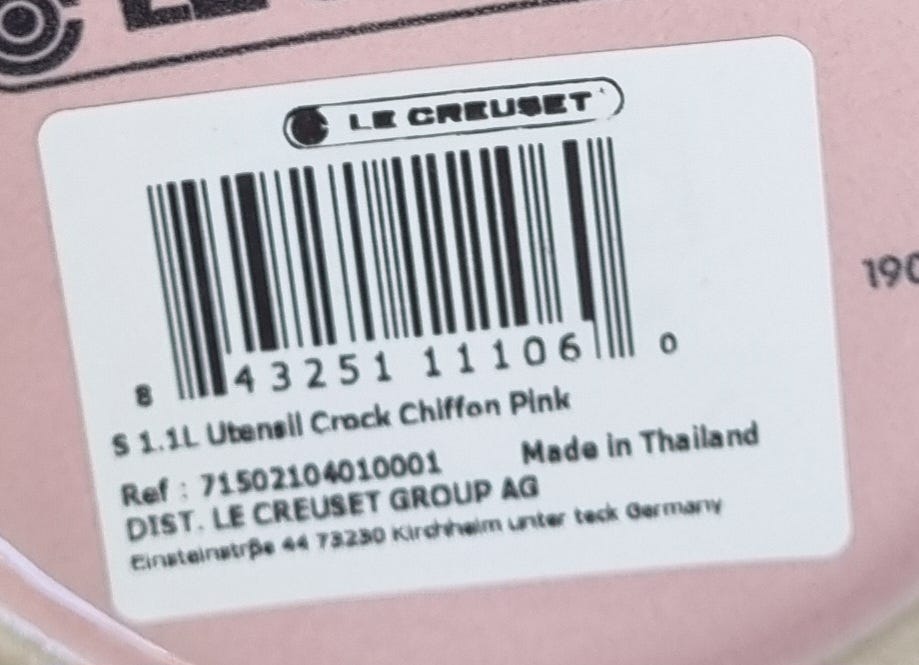 LE CREUSET
8 43251 11106 0
S 1.1L Utensil Crock Chiffon Pink
Ref : 71502104010001 Made in Thailand
DIST. LE CREUSET GROUP AG
Einsteinstrße 44 73230 Kirchheim unter teck Germany
190